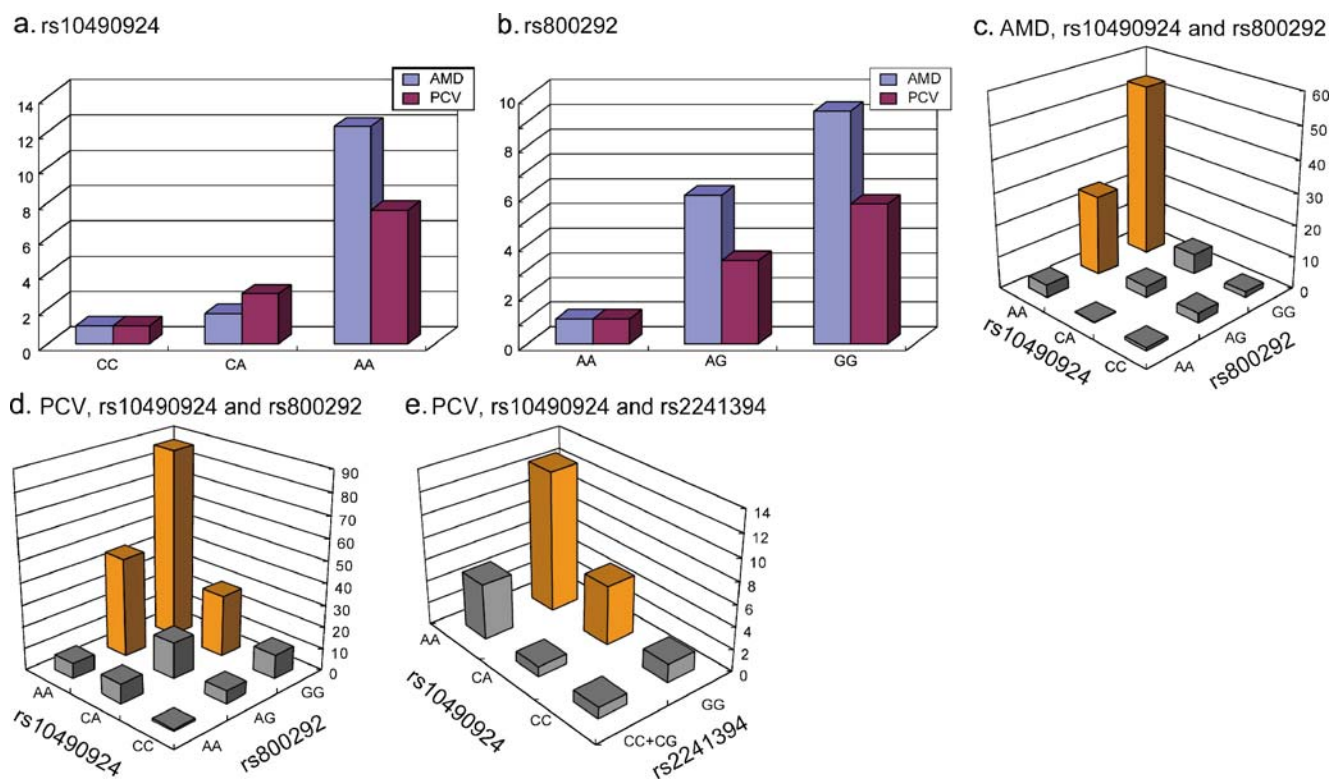 a. rs10490924
AMD
PCV
14
12
10
8
6
4
2
0
CC CA AA
b. rs800292
AMD
PCV
10
8
6
4
2
0
AA AG GG
c. AMD, rs10490924 and rs800292
60
50
40
30
20
10
0
AA
CA
CC
rs10490924
AA
AG
GG
rs800292
d. PCV, rs10490924 and rs800292
90
80
70
60
50
40
30
20
10
0
AA
CA
CC
rs10490924
AA
AG
GG
rs800292
e. PCV, rs10490924 and rs2241394
14
12
10
8
6
4
2
0
AA
CA
CC
rs10490924
CC+CG
GG
rs2241394